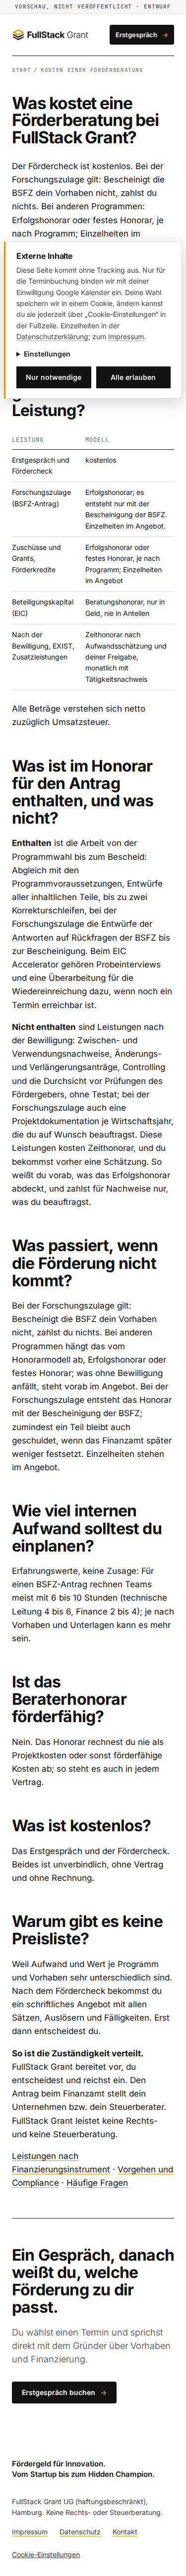 VORSCHAU, NICHT VERÖFFENTLICHT · ENTWURF
FullStack Grant
Erstgespräch →
START / KOSTEN EINER FÖRDERBERATUNG
Was kostet eine
Förderberatung bei
FullStack Grant?
Der Fördercheck ist kostenlos. Bei der
Forschungszulage gilt: Bescheinigt die
BSFZ dein Vorhaben nicht, zahlst du
nichts. Bei anderen Programmen:
Erfolgshonorar oder festes Honorar, je
nach Programm; Einzelheiten im
Externe Inhalte
Diese Seite kommt ohne Tracking aus. Nur für
die Terminbuchung binden wir mit deiner
Einwilligung Google Kalender ein. Deine Wahl
speichern wir in einem Cookie, ändern kannst
du sie jederzeit über „Cookie-Einstellungen“ in
der Fußzeile. Einzelheiten in der
Datenschutzerklärung; zum Impressum.
▶ Einstellungen
Nur notwendige
Alle erlauben
Leistung?
LEISTUNG MODELL
Erstgespräch und
Fördercheck
kostenlos
Forschungszulage
(BSFZ-Antrag)
Erfolgshonorar; es
entsteht nur mit der
Bescheinigung der BSFZ.
Einzelheiten im Angebot.
Zuschüsse und
Grants,
Förderkredite
Erfolgshonorar oder
festes Honorar, je nach
Programm; Einzelheiten
im Angebot
Beteiligungskapital
(EIC)
Beratungshonorar, nur in
Geld, nie in Anteilen
Nach der
Bewilligung, EXIST,
Zusatzleistungen
Zeithonorar nach
Aufwandsschätzung und
deiner Freigabe,
monatlich mit
Tätigkeitsnachweis
Alle Beträge verstehen sich netto
zuzüglich Umsatzsteuer.
Was ist im Honorar
für den Antrag
enthalten, und was
nicht?
Enthalten ist die Arbeit von der
Programmwahl bis zum Bescheid:
Abgleich mit den
Programmvoraussetzungen, Entwürfe
aller inhaltlichen Teile, bis zu zwei
Korrekturschleifen, bei der
Forschungszulage die Entwürfe der
Antworten auf Rückfragen der BSFZ bis
zur Bescheinigung. Beim EIC
Accelerator gehören Probeinterviews
und eine Überarbeitung für die
Wiedereinreichung dazu, wenn noch ein
Termin erreichbar ist.
Nicht enthalten sind Leistungen nach
der Bewilligung: Zwischen- und
Verwendungsnachweise, Änderungs-
und Verlängerungsanträge, Controlling
und die Durchsicht vor Prüfungen des
Fördergebers, ohne Testat; bei der
Forschungszulage auch eine
Projektdokumentation je Wirtschaftsjahr,
die du auf Wunsch beauftragst. Diese
Leistungen kosten Zeithonorar, und du
bekommst vorher eine Schätzung. So
weißt du vorab, was das Erfolgshonorar
abdeckt, und zahlst für Nachweise nur,
was du beauftragst.
Was passiert, wenn
die Förderung nicht
kommt?
Bei der Forschungszulage gilt:
Bescheinigt die BSFZ dein Vorhaben
nicht, zahlst du nichts. Bei anderen
Programmen hängt das vom
Honorarmodell ab, Erfolgshonorar oder
festes Honorar; was ohne Bewilligung
anfällt, steht vorab im Angebot. Bei der
Forschungszulage entsteht das Honorar
mit der Bescheinigung der BSFZ;
zumindest ein Teil bleibt auch
geschuldet, wenn das Finanzamt später
weniger festsetzt. Einzelheiten stehen
im Angebot.
Wie viel internen
Aufwand solltest du
einplanen?
Erfahrungswerte, keine Zusage: Für
einen BSFZ-Antrag rechnen Teams
meist mit 6 bis 10 Stunden (technische
Leitung 4 bis 6, Finance 2 bis 4); je nach
Vorhaben und Unterlagen kann es mehr
sein.
Ist das
Beraterhonorar
förderfähig?
Nein. Das Honorar rechnest du nie als
Projektkosten oder sonst förderfähige
Kosten ab; so steht es auch in jedem
Vertrag.
Was ist kostenlos?
Das Erstgespräch und der Fördercheck.
Beides ist unverbindlich, ohne Vertrag
und ohne Rechnung.
Warum gibt es keine
Preisliste?
Weil Aufwand und Wert je Programm
und Vorhaben sehr unterschiedlich sind.
Nach dem Fördercheck bekommst du
ein schriftliches Angebot mit allen
Sätzen, Auslösern und Fälligkeiten. Erst
dann entscheidest du.
So ist die Zuständigkeit verteilt.
FullStack Grant bereitet vor, du
entscheidest und reichst ein. Den
Antrag beim Finanzamt stellt dein
Unternehmen bzw. dein Steuerberater.
FullStack Grant leistet keine Rechts-
und keine Steuerberatung.
Leistungen nach
Finanzierungsinstrument · Vorgehen und
Compliance · Häufige Fragen
Ein Gespräch, danach
weißt du, welche
Förderung zu dir
passt.
Du wählst einen Termin und sprichst
direkt mit dem Gründer über Vorhaben
und Finanzierung.
Erstgespräch buchen →
Fördergeld für Innovation.
Vom Startup bis zum Hidden Champion.
FullStack Grant UG (haftungsbeschränkt),
Hamburg. Keine Rechts- oder Steuerberatung.
Impressum Datenschutz Kontakt
Cookie-Einstellungen